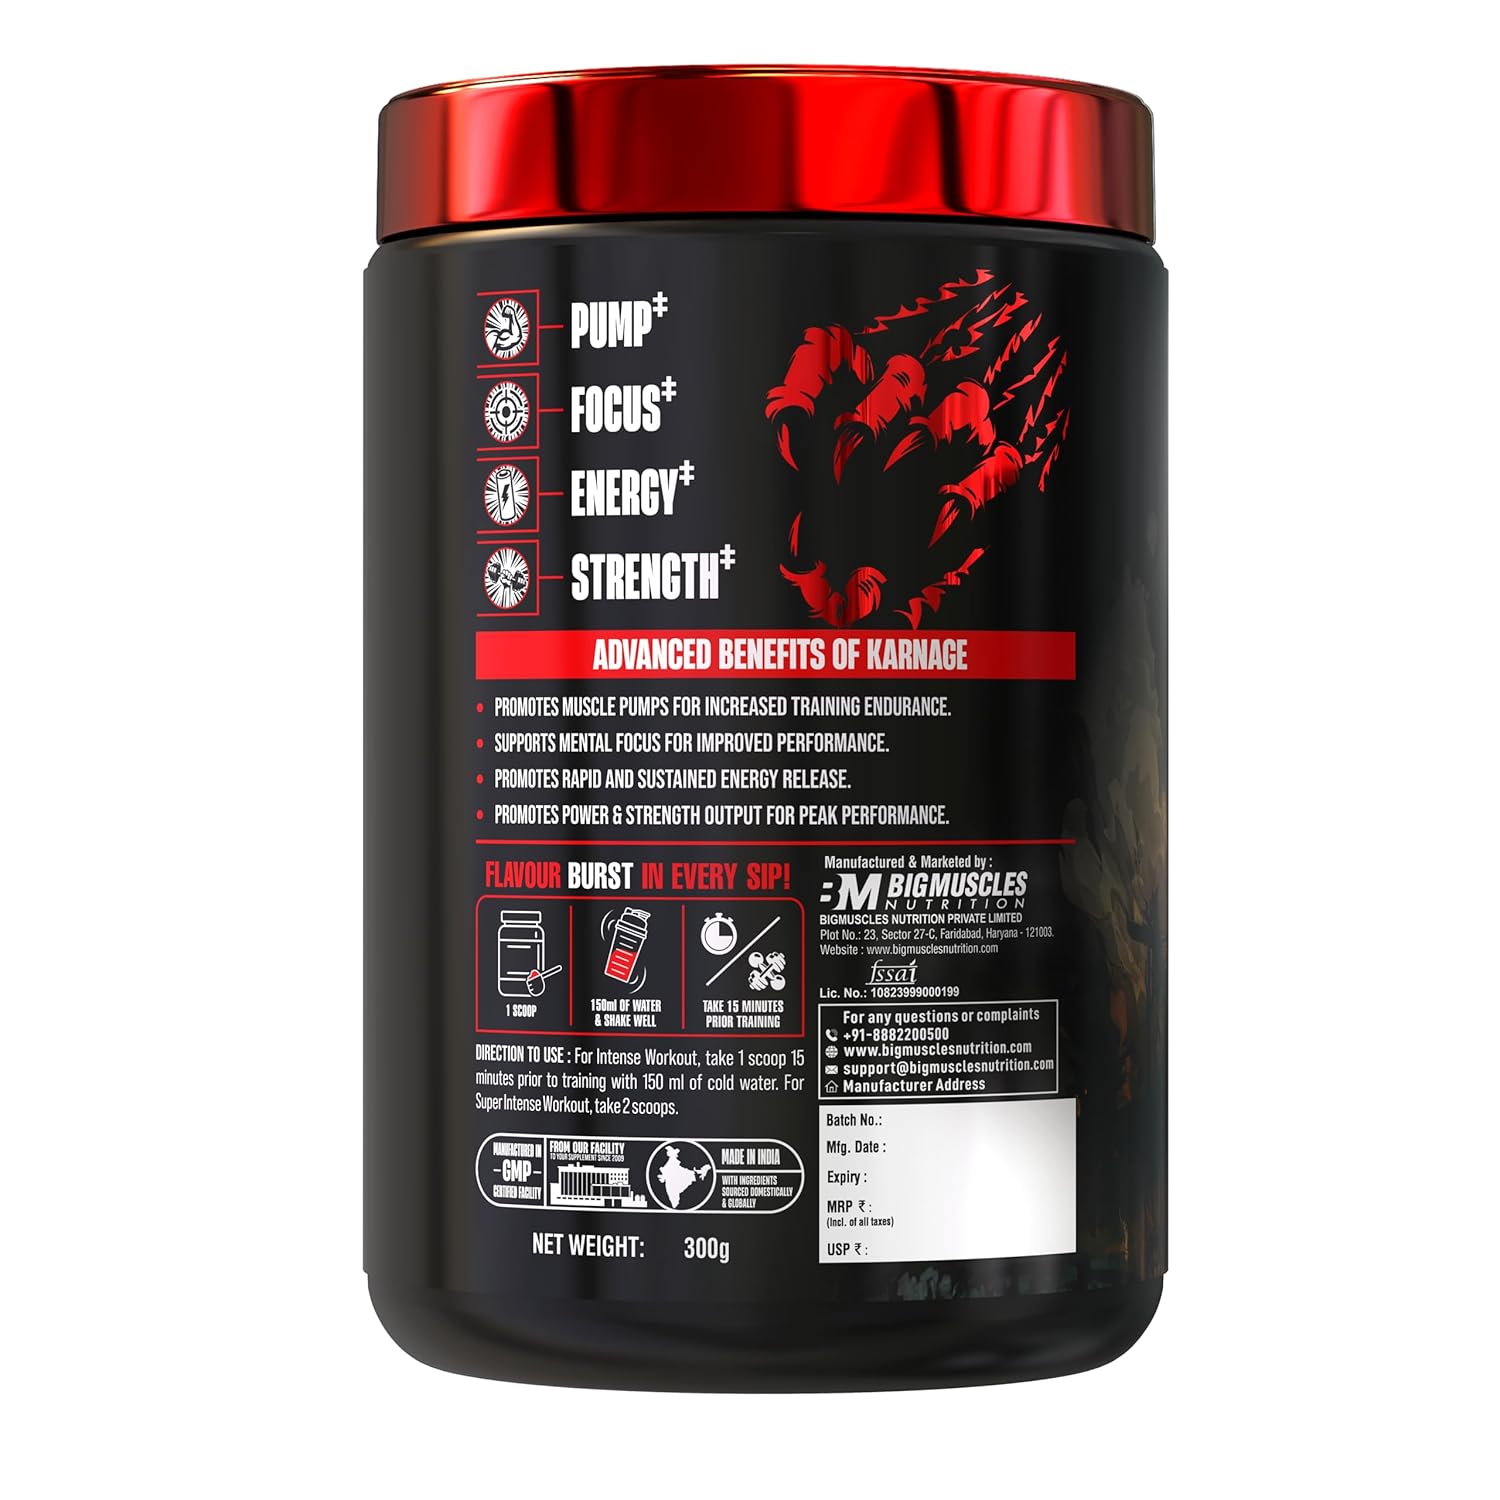 PUMP‡
FOCUS‡
ENERGY‡
STRENGTH‡
ADVANCED BENEFITS OF KARNAGE
• PROMOTES MUSCLE PUMPS FOR INCREASED TRAINING ENDURANCE.
• SUPPORTS MENTAL FOCUS FOR IMPROVED PERFORMANCE.
• PROMOTES RAPID AND SUSTAINED ENERGY RELEASE.
• PROMOTES POWER & STRENGTH OUTPUT FOR PEAK PERFORMANCE.
FLAVOUR BURST IN EVERY SIP!
1 SCOOP
150ml OF WATER
& SHAKE WELL
TAKE 15 MINUTES
PRIOR TRAINING
DIRECTION TO USE : For Intense Workout, take 1 scoop 15
minutes prior to training with 150 ml of cold water. For
Super Intense Workout, take 2 scoops.
MANUFACTURED IN
GMP
CERTIFIED FACILITY
FROM OUR FACILITY
TO YOUR SUPPLEMENT SINCE 2009
MADE IN INDIA
WITH INGREDIENTS
SOURCED DOMESTICALLY
& GLOBALLY
NET WEIGHT: 300g
Manufactured & Marketed by :
BM BIGMUSCLES
NUTRITION
BIGMUSCLES NUTRITION PRIVATE LIMITED
Plot No.: 23, Sector 27-C, Faridabad, Haryana - 121003.
Website : www.bigmusclesnutrition.com
fssai
Lic. No.: 10823999000199
For any questions or complaints
+91-8882200500
www.bigmusclesnutrition.com
support@bigmusclesnutrition.com
Manufacturer Address
Batch No.:
Mfg. Date :
Expiry :
MRP ₹ :
(Incl. of all taxes)
USP ₹ :